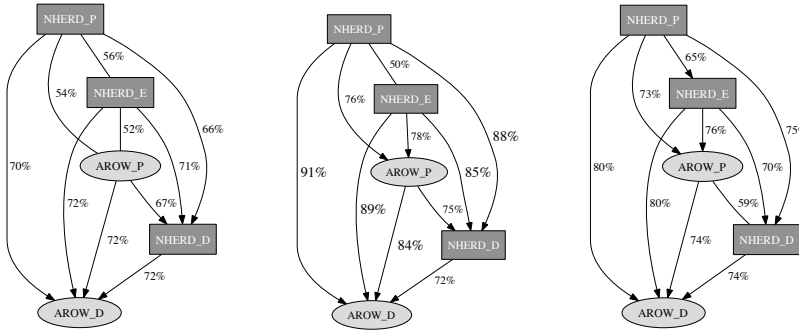 NHERD_P
56%
NHERD_E
54%
52%
66%
70%
AROW_P
71%
72%
67%
72%
NHERD_D
72%
AROW_D
NHERD_P
50%
NHERD_E
76%
78%
88%
91%
AROW_P
85%
89%
75%
84%
NHERD_D
72%
AROW_D
NHERD_P
65%
NHERD_E
73%
76%
80%
AROW_P
70%
80%
59%
74%
NHERD_D
74%
AROW_D